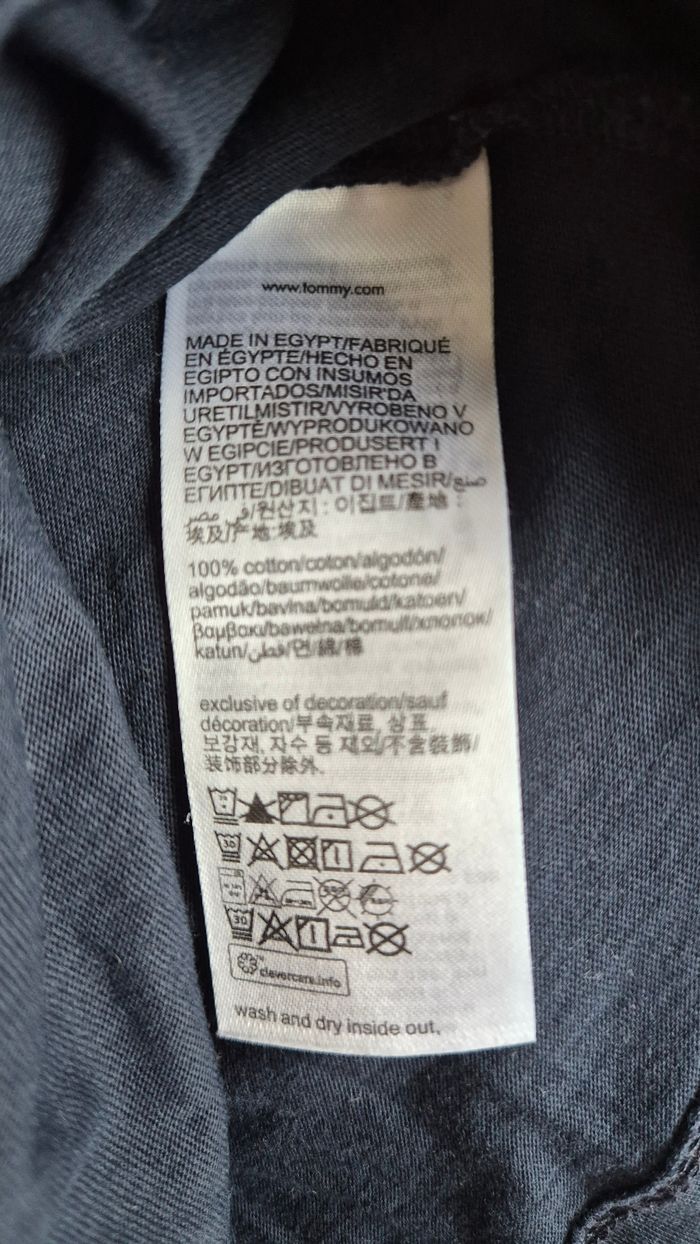 www.tommy.com
MADE IN EGYPT/FABRIQUÉ
EN ÉGYPTE/HECHO EN
EGIPTO CON INSUMOS
IMPORTADOS/MISIR'DA
URETILMISTIR/VYROBENO V
EGYPTĚ/WYPRODUKOWANO
W EGIPCIE/PRODUSERT I
EGYPT/ИЗГОТОВЛЕНО В
ЕГИПТЕ/DIBUAT DI MESIR/صنع
في مصر/원산지 : 이집트/產地 :
埃及/产地:埃及
100% cotton/coton/algodón/
algodão/baumwolle/cotone/
pamuk/bavlna/bomuld/katoen/
βαμβακι/bawełna/bomull/хлопок/
katun/قطن/면/綿/棉
exclusive of decoration/sauf
décoration/부속재료, 상표,
보강재, 자수 등 제외/不含裝飾/
装饰部分除外.
30
30
clevercare.info
wash and dry inside out.